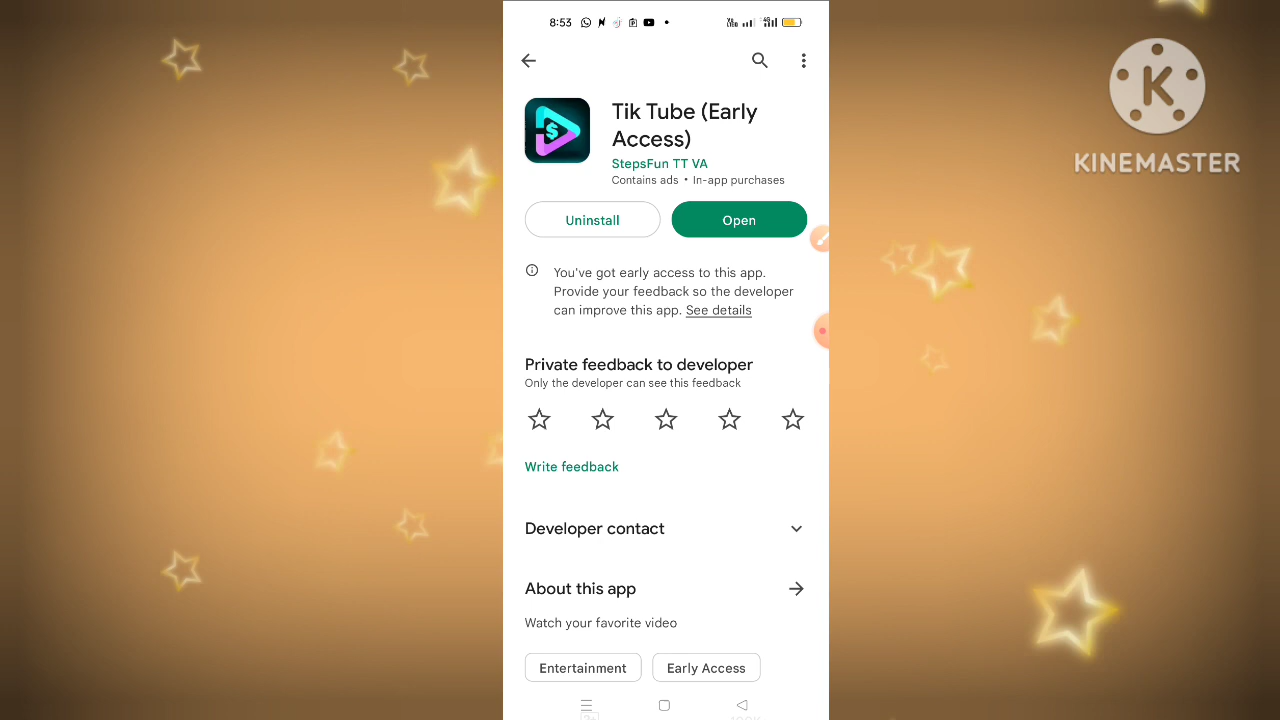 8:53
KINEMASTER
Tik Tube (Early
Access)
StepsFun TT VA
Contains ads • In-app purchases
Uninstall
Open
You've got early access to this app.
Provide your feedback so the developer
can improve this app. See details
Private feedback to developer
Only the developer can see this feedback
Write feedback
Developer contact
About this app
Watch your favorite video
Entertainment
Early Access